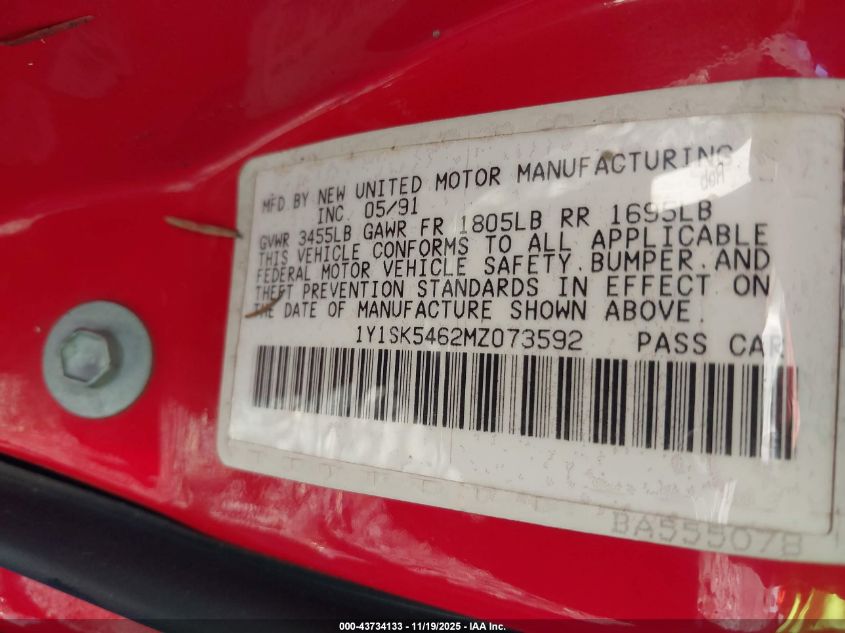 MFD BY NEW UNITED MOTOR MANUFACTURING
INC. 05/91
GVWR 3455LB GAWR FR 1805LB RR 1695LB
THIS VEHICLE CONFORMS TO ALL APPLICABLE
FEDERAL MOTOR VEHICLE SAFETY, BUMPER, AND
THEFT PREVENTION STANDARDS IN EFFECT ON
THE DATE OF MANUFACTURE SHOWN ABOVE.
1Y1SK5462MZ073592 PASS CAR
BA55507B
000-43734133 - 11/19/2025 - IAA Inc.